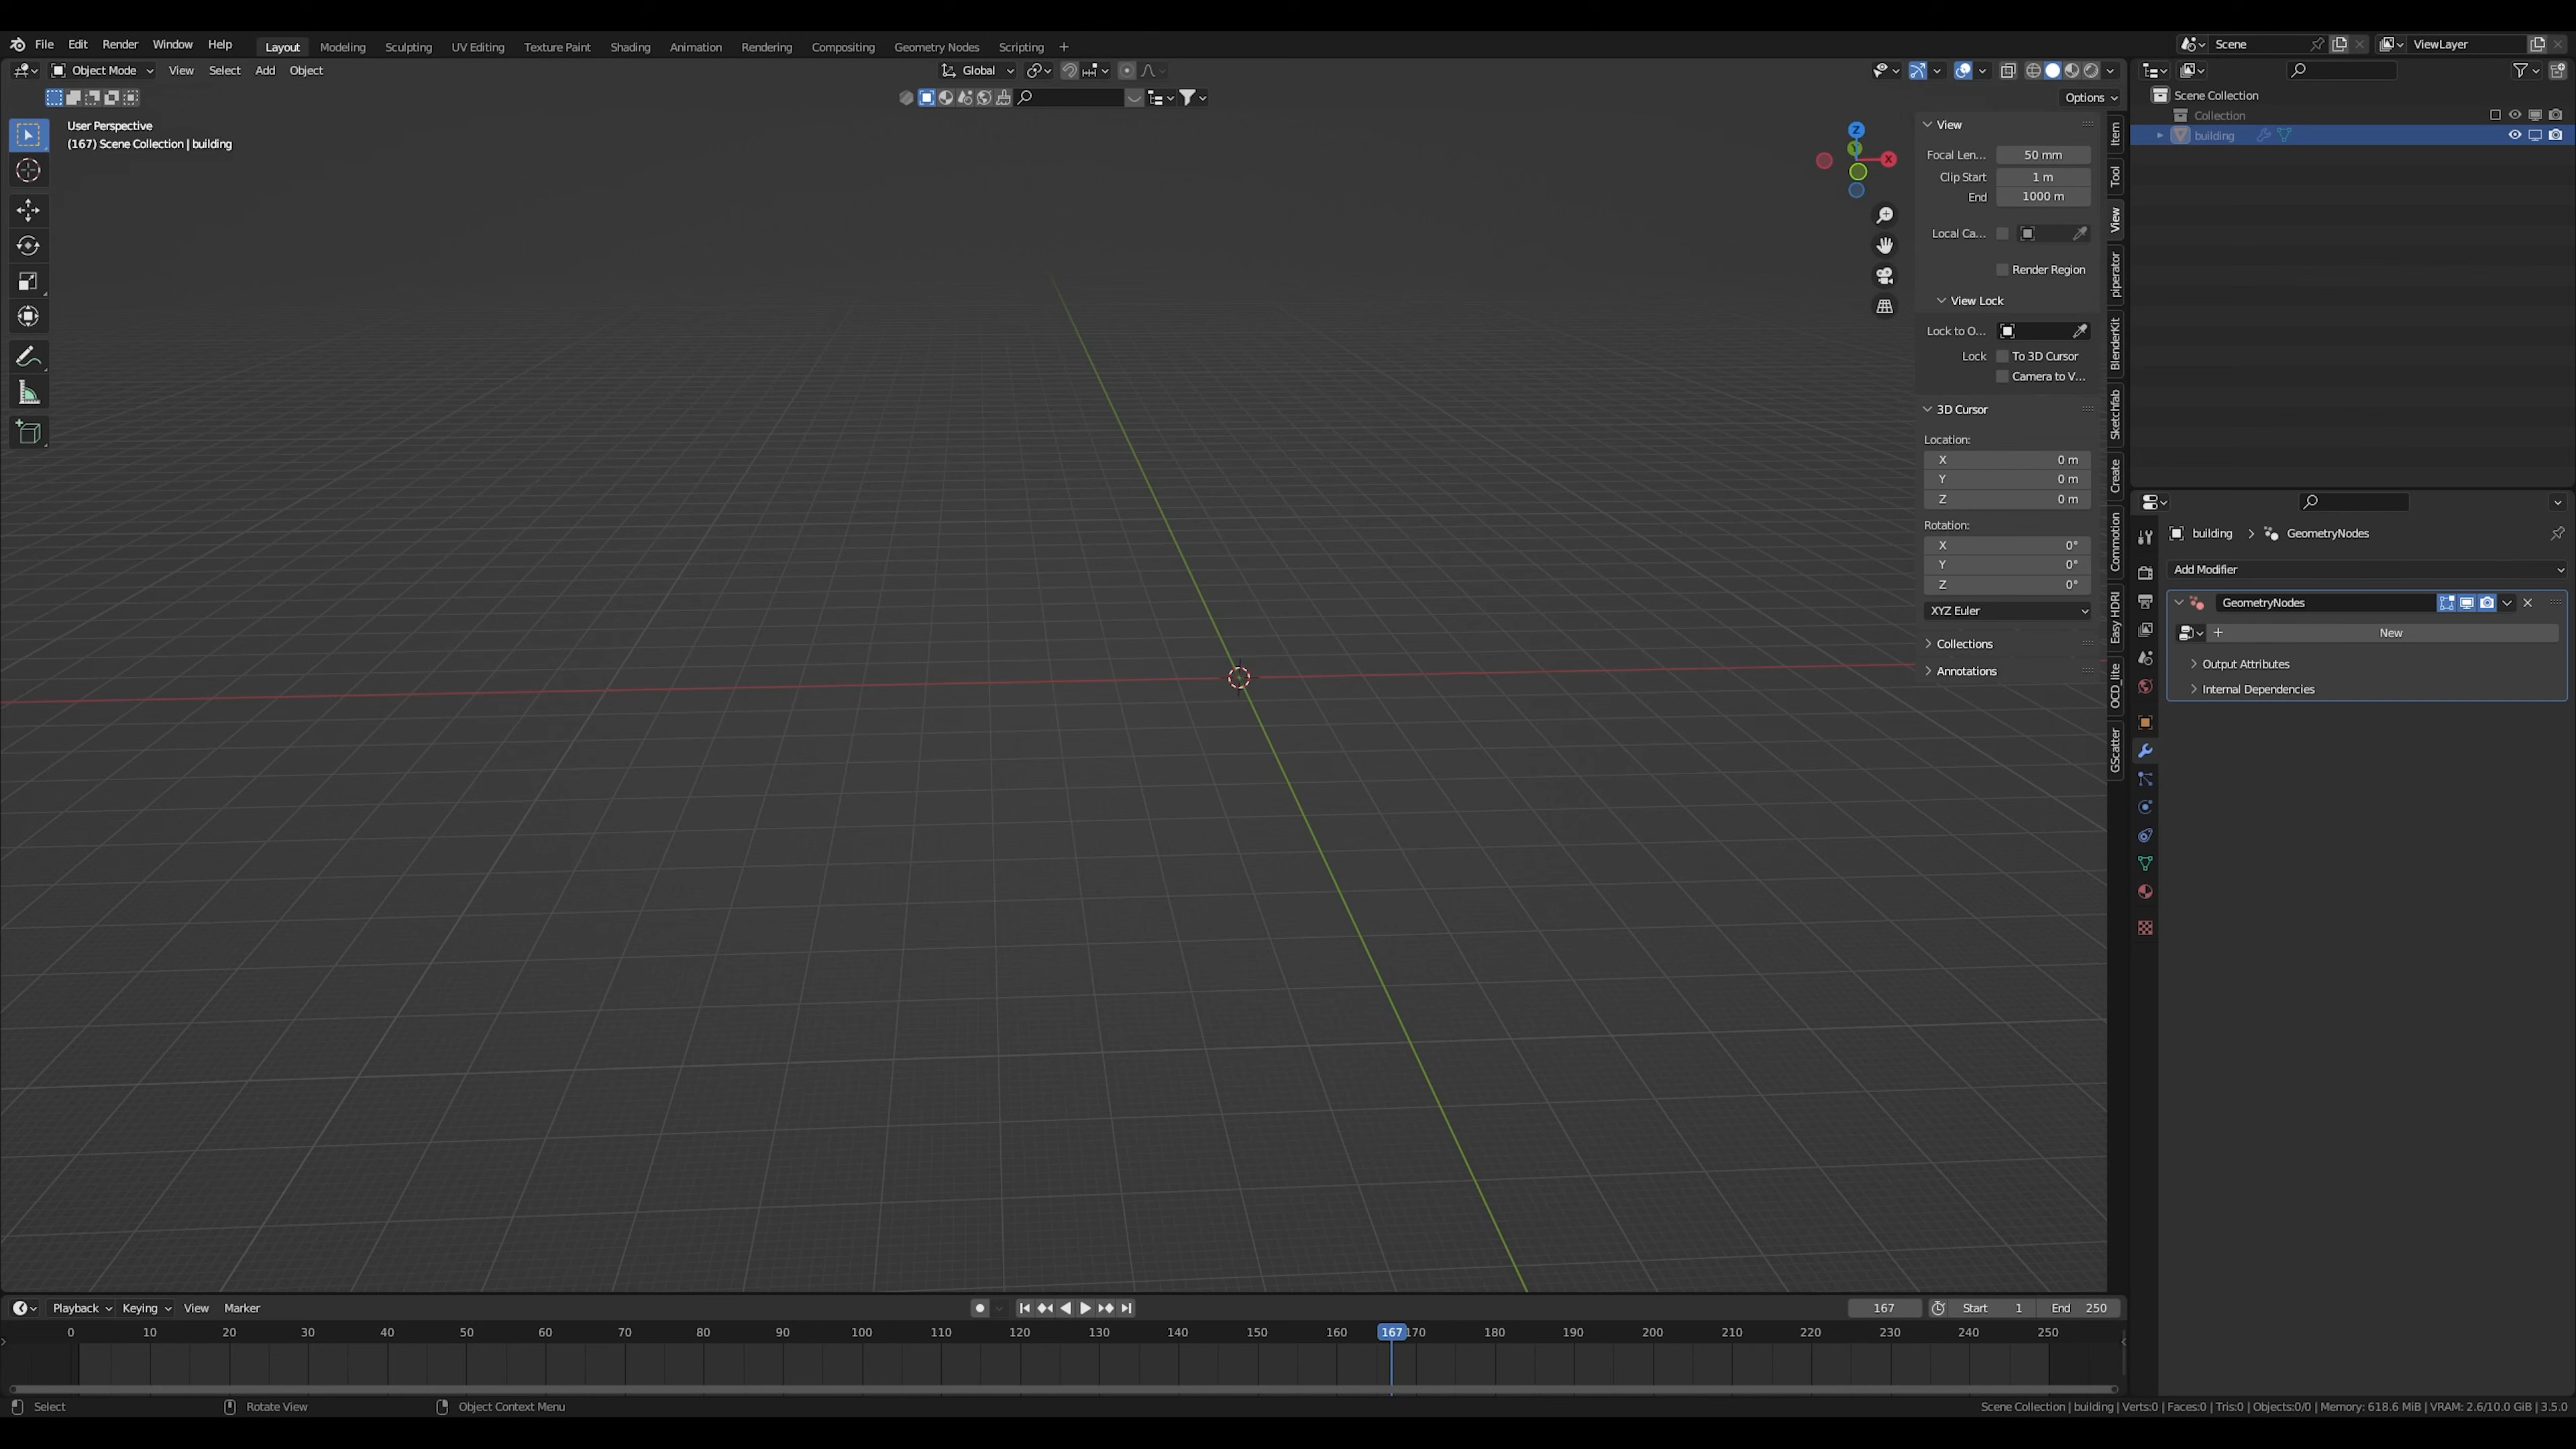 File Edit Render Window Help Layout Modeling Sculpting UV Editing Texture Paint Shading Animation Rendering Compositing Geometry Nodes Scripting + Scene ViewLayer
Object Mode View Select Add Object Global
Options
User Perspective
(167) Scene Collection | building
Z
Y
X
View
Focal Len... 50 mm
Clip Start 1 m
End 1000 m
Local Ca...
Render Region
View Lock
Lock to O...
Lock To 3D Cursor
Camera to V...
3D Cursor
Location:
X 0 m
Y 0 m
Z 0 m
Rotation:
X 0°
Y 0°
Z 0°
XYZ Euler
Collections
Annotations
Item
Tool
View
piperator
BlenderKit
Sketchfab
Create
Commotion
Easy HDRI
OCD_lite
GScatter
Scene Collection
Collection
building
building > GeometryNodes
Add Modifier
GeometryNodes
+ New
Output Attributes
Internal Dependencies
Playback Keying View Marker 167 Start 1 End 250
0 10 20 30 40 50 60 70 80 90 100 110 120 130 140 150 160 167 170 180 190 200 210 220 230 240 250
Select Rotate View Object Context Menu Scene Collection | building | Verts:0 | Faces:0 | Tris:0 | Objects:0/0 | Memory: 618.6 MiB | VRAM: 2.6/10.0 GiB | 3.5.0